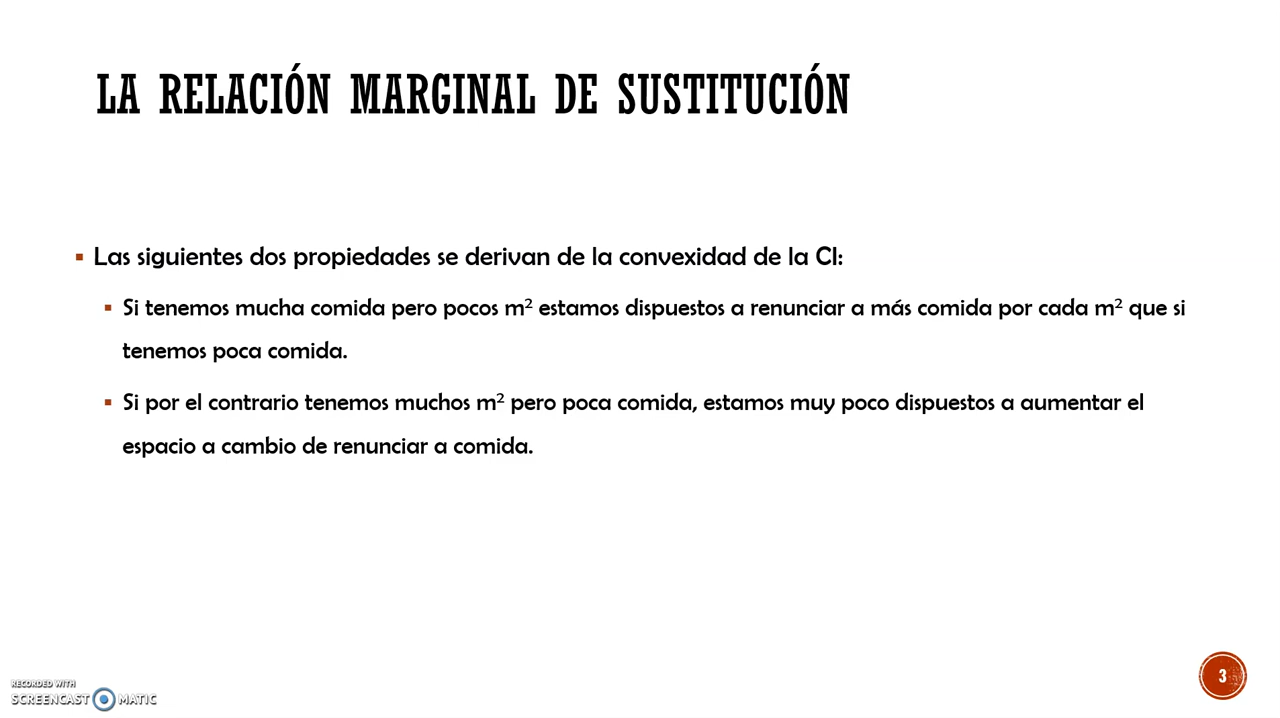 LA RELACIÓN MARGINAL DE SUSTITUCIÓN
▪ Las siguientes dos propiedades se derivan de la convexidad de la CI:
▪ Si tenemos mucha comida pero pocos m² estamos dispuestos a renunciar a más comida por cada m² que si
tenemos poca comida.
▪ Si por el contrario tenemos muchos m² pero poca comida, estamos muy poco dispuestos a aumentar el
espacio a cambio de renunciar a comida.
3
RECORDED WITH
SCREENCAST MATIC